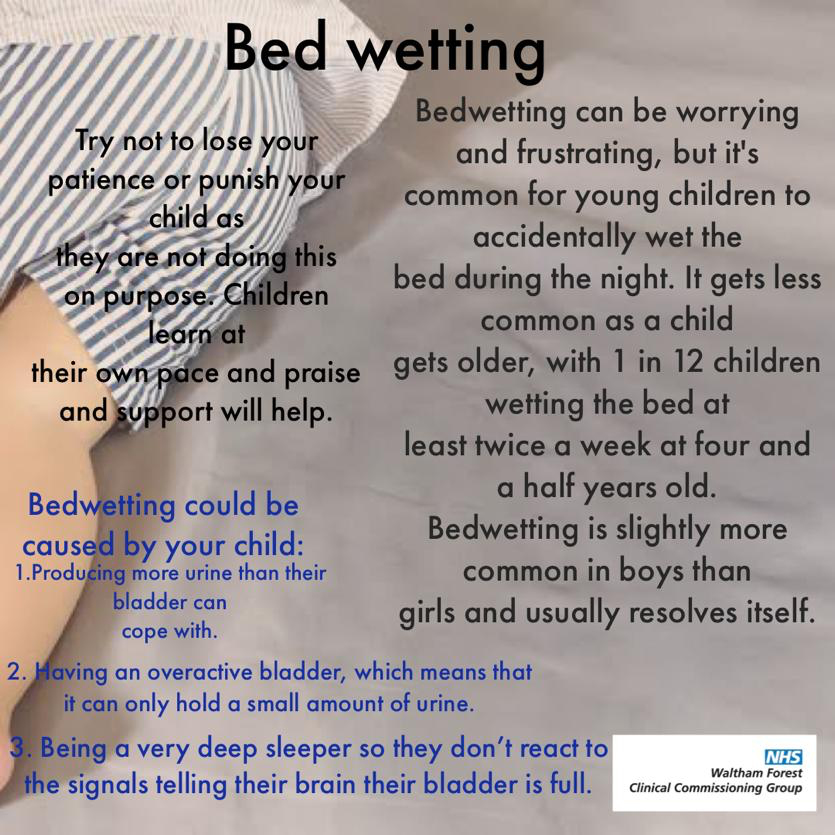 Bed wetting
Try not to lose your
patience or punish your
child as
they are not doing this
on purpose. Children
learn at
their own pace and praise
and support will help.
Bedwetting can be worrying
and frustrating, but it's
common for young children to
accidentally wet the
bed during the night. It gets less
common as a child
gets older, with 1 in 12 children
wetting the bed at
least twice a week at four and
a half years old.
Bedwetting is slightly more
common in boys than
girls and usually resolves itself.
Bedwetting could be
caused by your child:
1.Producing more urine than their
bladder can
cope with.
2. Having an overactive bladder, which means that
it can only hold a small amount of urine.
3. Being a very deep sleeper so they don’t react to
the signals telling their brain their bladder is full.
NHS
Waltham Forest
Clinical Commissioning Group